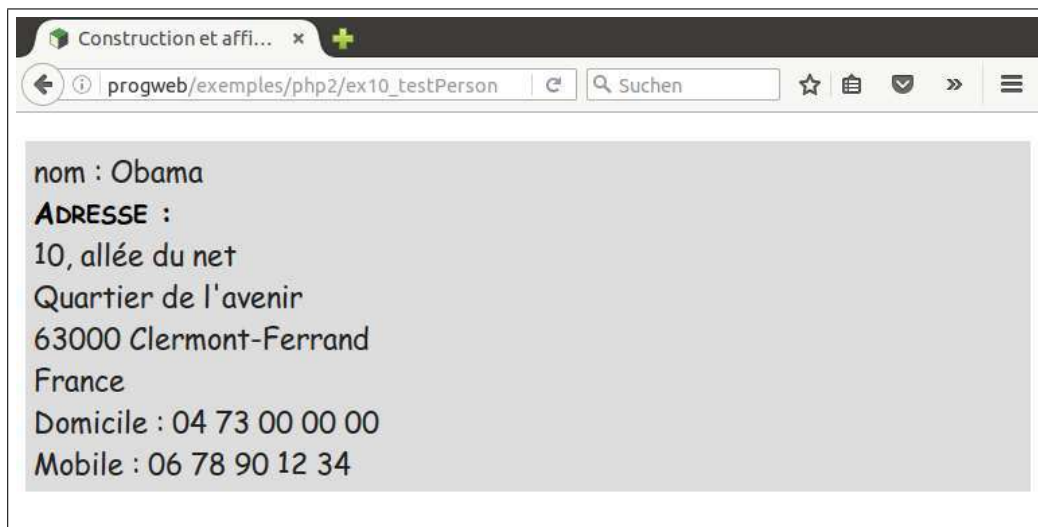 Construction et affi...
progweb/exemples/php2/ex10_testPerson
Suchen
nom : Obama
ADRESSE :
10, allée du net
Quartier de l'avenir
63000 Clermont-Ferrand
France
Domicile : 04 73 00 00 00
Mobile : 06 78 90 12 34